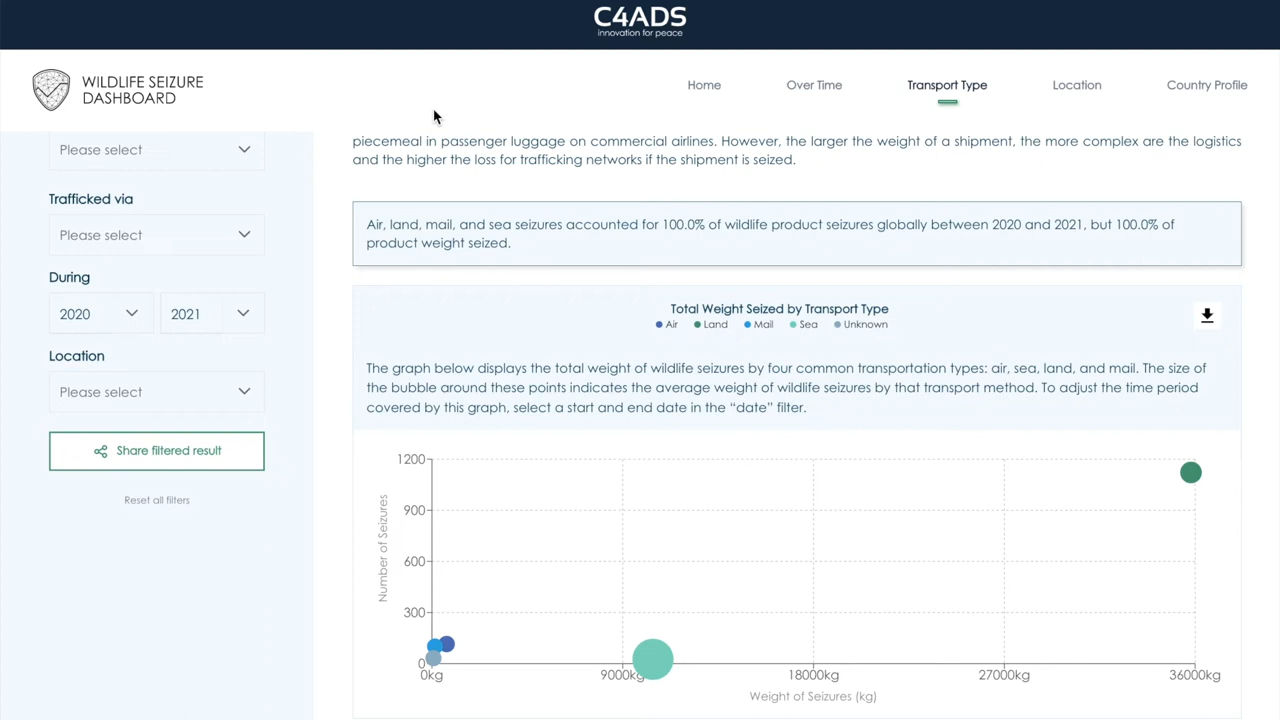 C4ADS
innovation for peace
WILDLIFE SEIZURE
DASHBOARD
Home
Over Time
Transport Type
Location
Country Profile
Please select
Trafficked via
Please select
During
2020
2021
Location
Please select
Share filtered result
Reset all filters
piecemeal in passenger luggage on commercial airlines. However, the larger the weight of a shipment, the more complex are the logistics
and the higher the loss for trafficking networks if the shipment is seized.
Air, land, mail, and sea seizures accounted for 100.0% of wildlife product seizures globally between 2020 and 2021, but 100.0% of
product weight seized.
Total Weight Seized by Transport Type
Air
Land
Mail
Sea
Unknown
The graph below displays the total weight of wildlife seizures by four common transportation types: air, sea, land, and mail. The size of
the bubble around these points indicates the average weight of wildlife seizures by that transport method. To adjust the time period
covered by this graph, select a start and end date in the “date” filter.
Number of Seizures
1200
900
600
300
0
0kg
9000kg
18000kg
27000kg
36000kg
Weight of Seizures (kg)